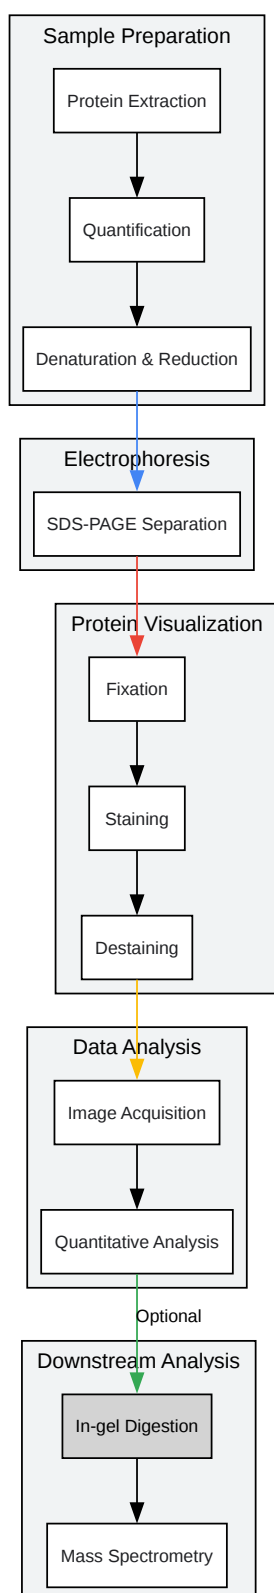 Sample Preparation
Protein Extraction
Quantification
Denaturation & Reduction
Electrophoresis
SDS-PAGE Separation
Protein Visualization
Fixation
Staining
Destaining
Data Analysis
Image Acquisition
Quantitative Analysis
Optional
Downstream Analysis
In-gel Digestion
Mass Spectrometry